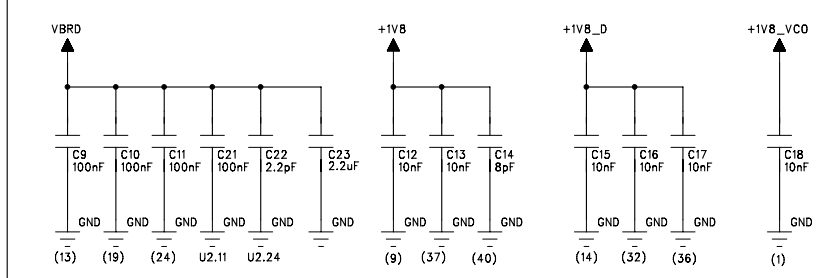 VBRD +1V8 +1V8_D +1V8_VCO
C9 C10 C11 C21 C22 C23 C12 C13 C14 C15 C16 C17 C18
100nF 100nF 100nF 100nF 2.2pF 2.2uF 10nF 10nF 8pF 10nF 10nF 10nF 10nF
GND GND GND GND GND GND GND GND GND GND GND GND GND
(13) (19) (24) U2.11 U2.24 (9) (37) (40) (14) (32) (36) (1)